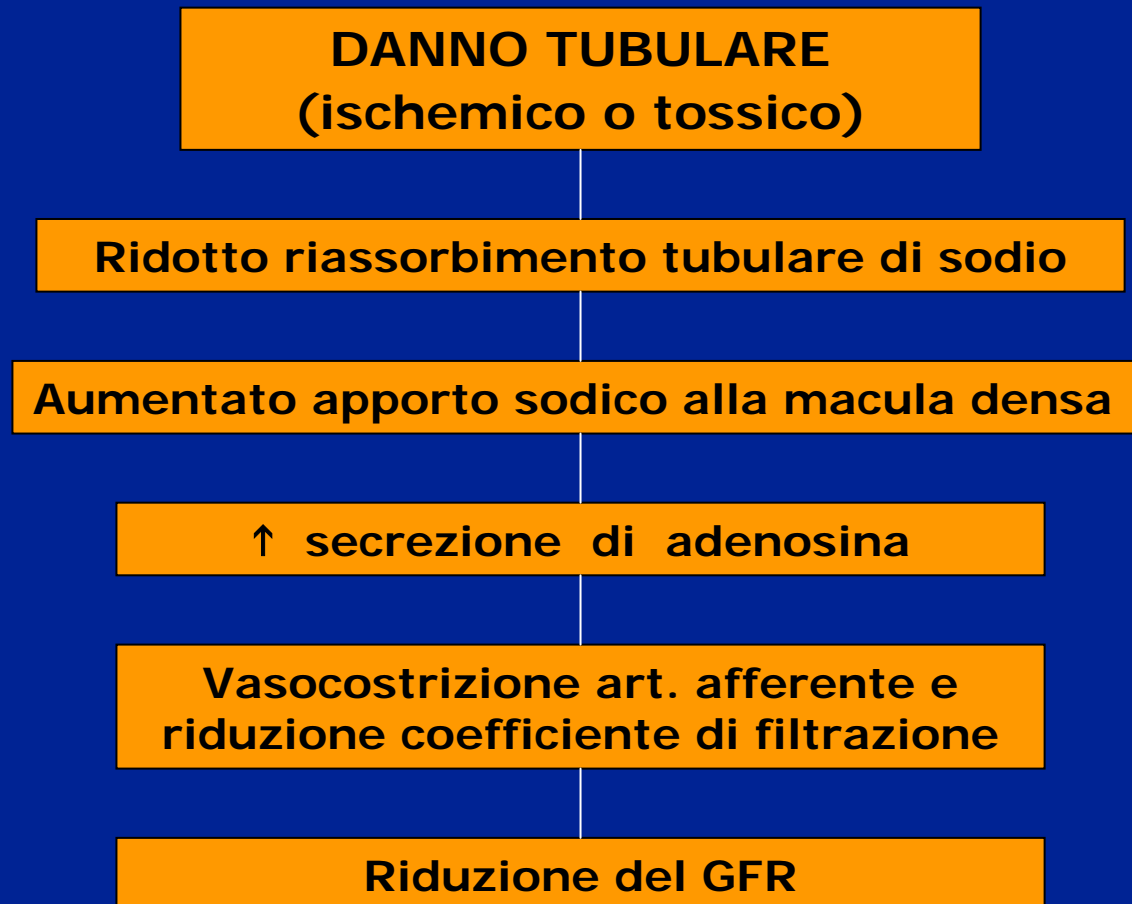 DANNO TUBULARE
(ischemico o tossico)
Ridotto riassorbimento tubulare di sodio
Aumentato apporto sodico alla macula densa
↑ secrezione di adenosina
Vasocostrizione art. afferente e
riduzione coefficiente di filtrazione
Riduzione del GFR